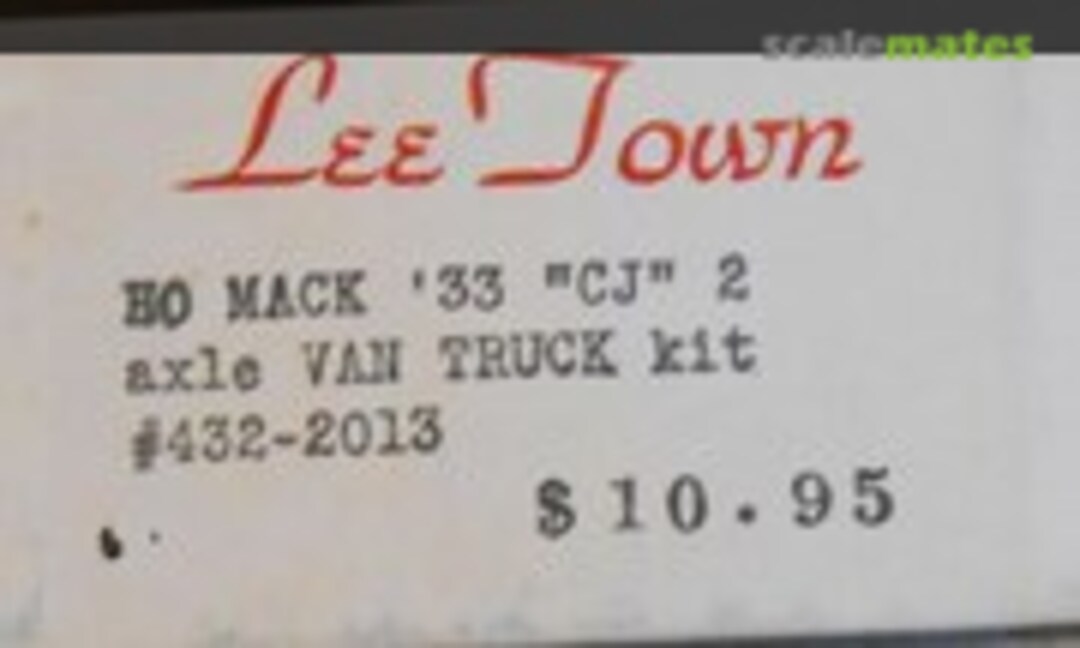 scalemates
Lee Town
HO MACK '33 "CJ" 2
axle VAN TRUCK kit
#432-2013
$10.95